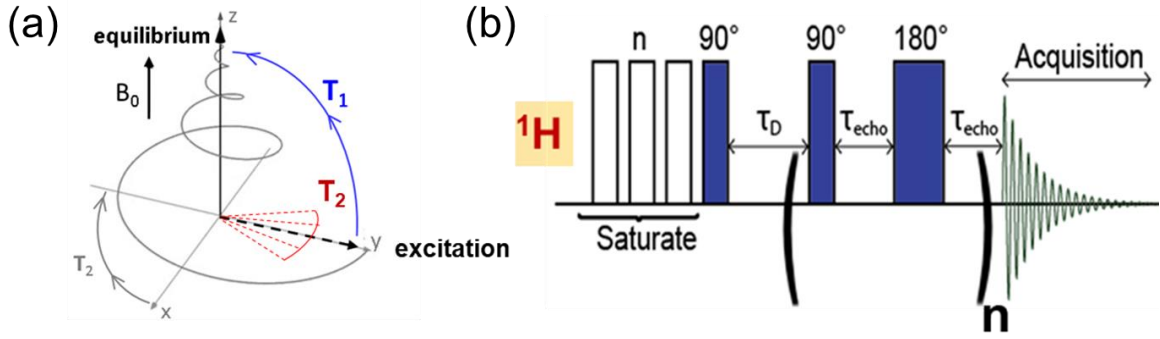 (a)
z
equilibrium
B0
T1
T2
y
excitation
T2
x
(b)
n 90° 90° 180°
Acquisition
1H
τD τecho τecho
Saturate
n